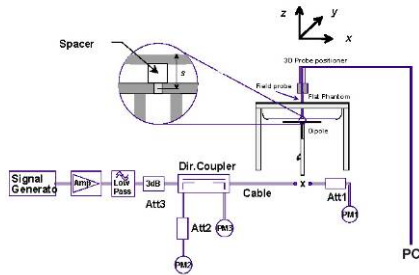 z
y
x
Spacer
s
3D Probe positioner
Field probe
Flat Phantom
Dipole
Dir.Coupler
Signal
Generato
Amp
Low
Pass
3dB
Att3
Cable
x
Att1
Att2
PM3
PM1
PM2
PC